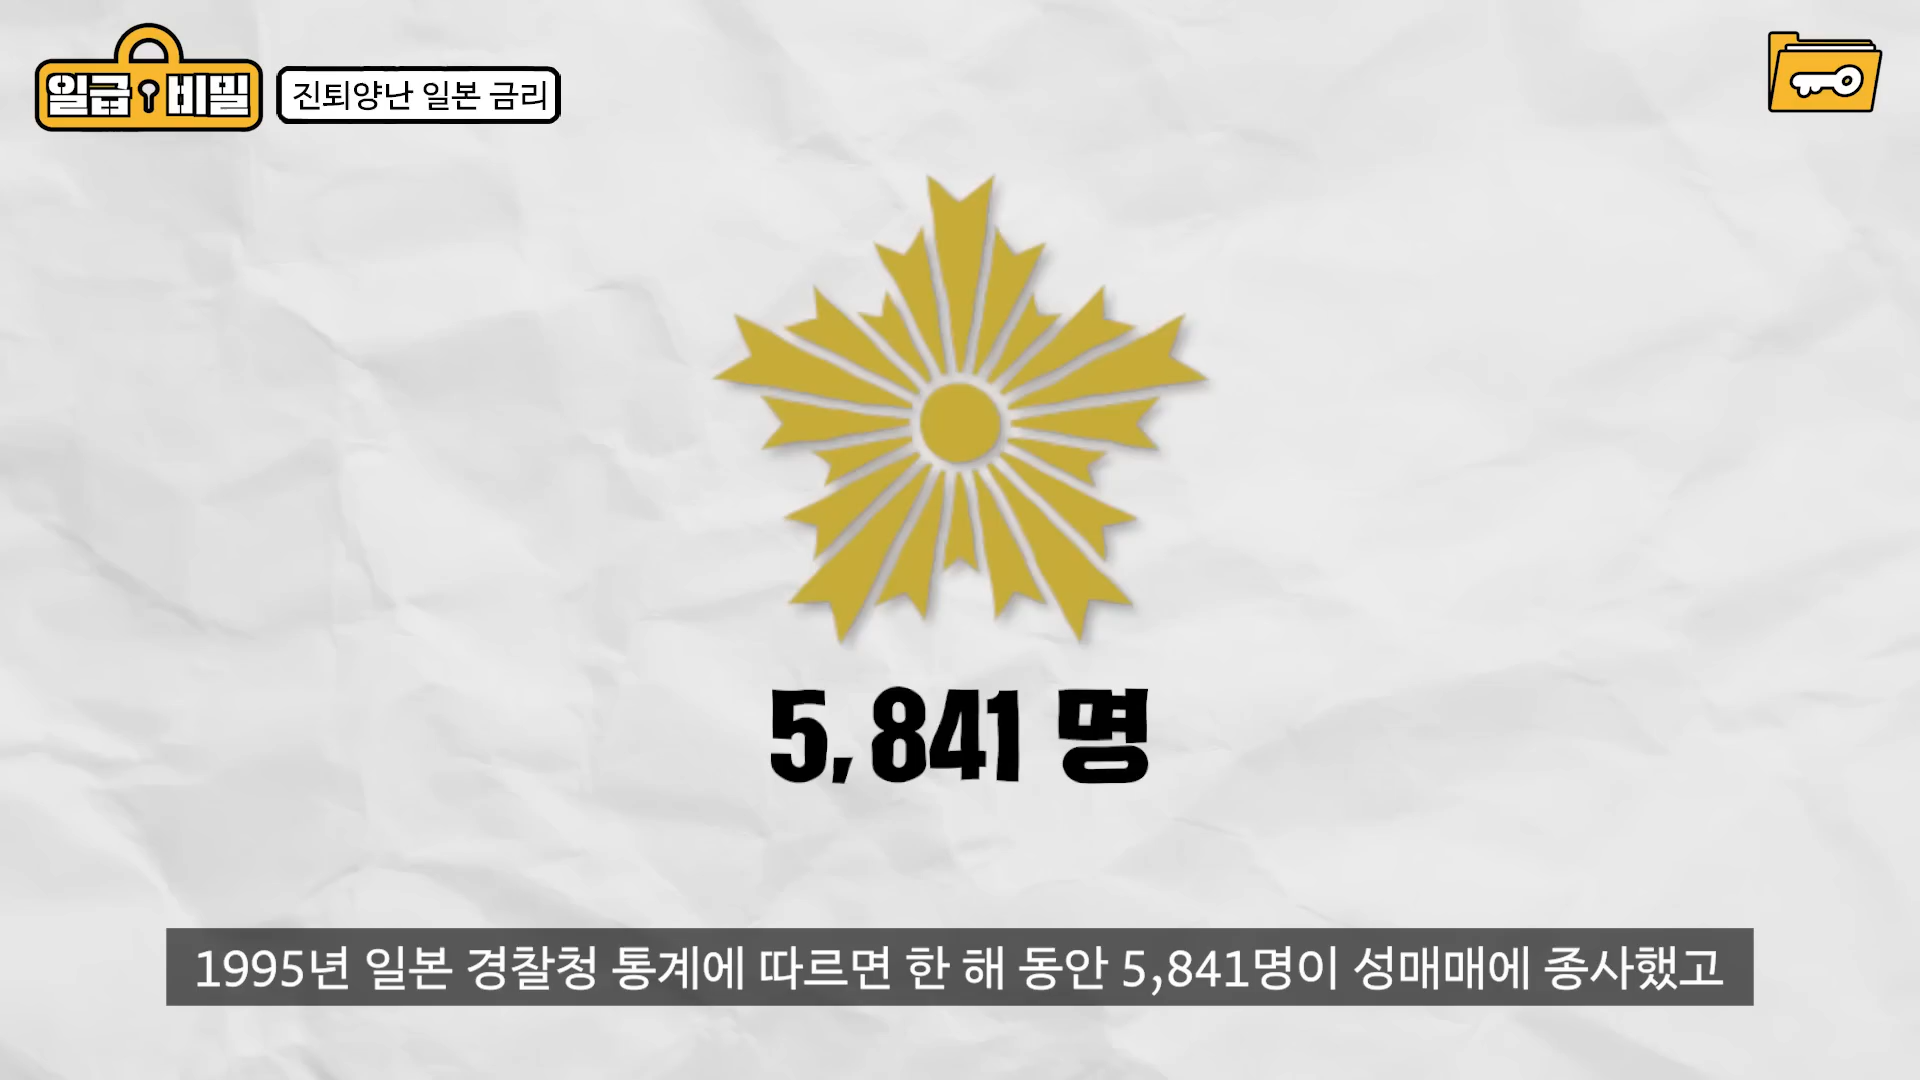 일급비밀
진퇴양난 일본 금리
5,841 명
1995년 일본 경찰청 통계에 따르면 한 해 동안 5,841명이 성매매에 종사했고